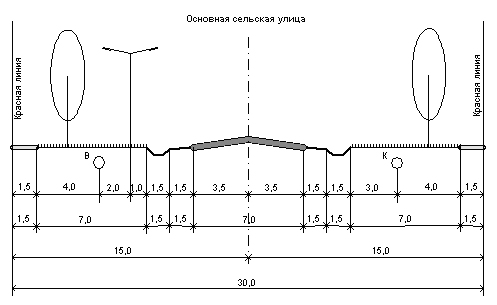 Основная сельская улица
Красная линия
Красная линия
В
К
1,5 4,0 2,0 1,0 1,5 1,5 3,5 3,5 1,5 1,5 3,0 4,0 1,5
1,5 7,0 1,5 1,5 7,0 1,5 1,5 7,0 1,5
15,0 15,0
30,0